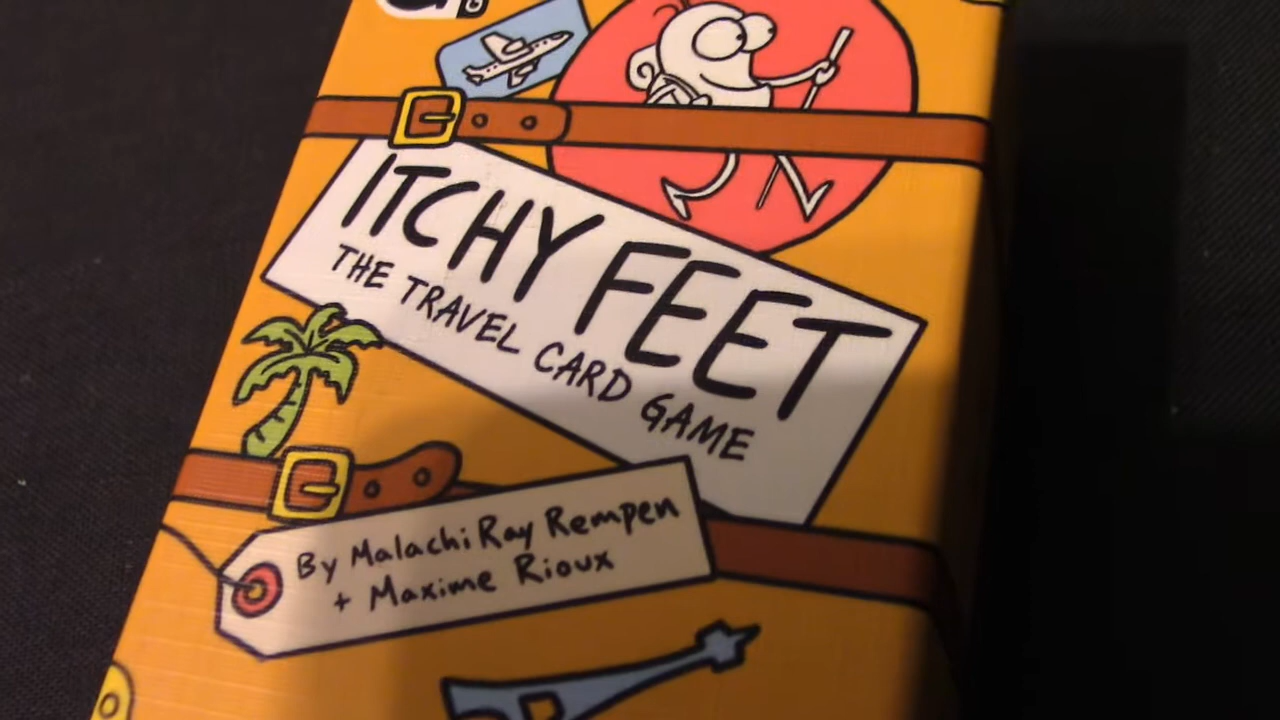 ITCHY FEET
THE TRAVEL CARD GAME
By Malachi Ray Rempen
+ Maxime Rioux